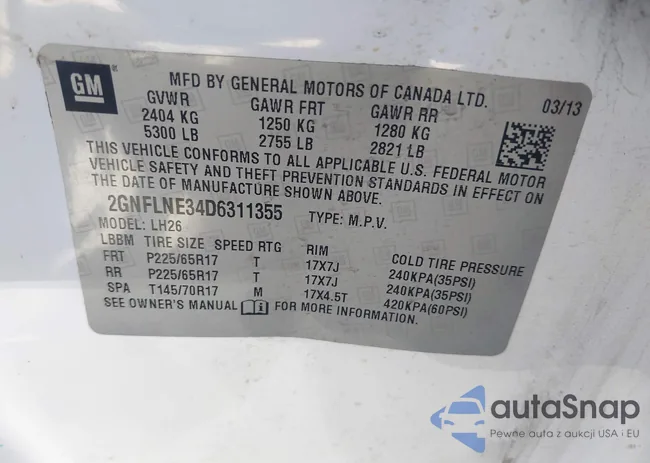 GM
MFD BY GENERAL MOTORS OF CANADA LTD.
03/13
GVWR GAWR FRT GAWR RR
2404 KG 1250 KG 1280 KG
5300 LB 2755 LB 2821 LB
THIS VEHICLE CONFORMS TO ALL APPLICABLE U.S. FEDERAL MOTOR
VEHICLE SAFETY AND THEFT PREVENTION STANDARDS IN EFFECT ON
THE DATE OF MANUFACTURE SHOWN ABOVE.
2GNFLNE34D6311355 TYPE: M.P.V.
MODEL: LH26
LBBM TIRE SIZE SPEED RTG RIM COLD TIRE PRESSURE
FRT P225/65R17 T 17X7J 240KPA(35PSI)
RR P225/65R17 T 17X7J 240KPA(35PSI)
SPA T145/70R17 M 17X4.5T 420KPA(60PSI)
SEE OWNER'S MANUAL FOR MORE INFORMATION.
autaSnap
Pewne auta z aukcji USA i EU